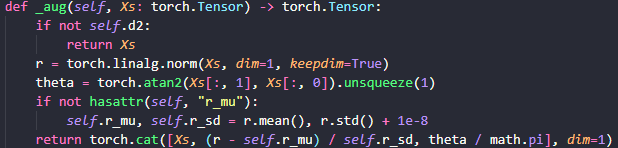 def _aug(self, Xs: torch.Tensor) -> torch.Tensor:
    if not self.d2:
        return Xs
    r = torch.linalg.norm(Xs, dim=1, keepdim=True)
    theta = torch.atan2(Xs[:, 1], Xs[:, 0]).unsqueeze(1)
    if not hasattr(self, "r_mu"):
        self.r_mu, self.r_sd = r.mean(), r.std() + 1e-8
    return torch.cat([Xs, (r - self.r_mu) / self.r_sd, theta / math.pi], dim=1)